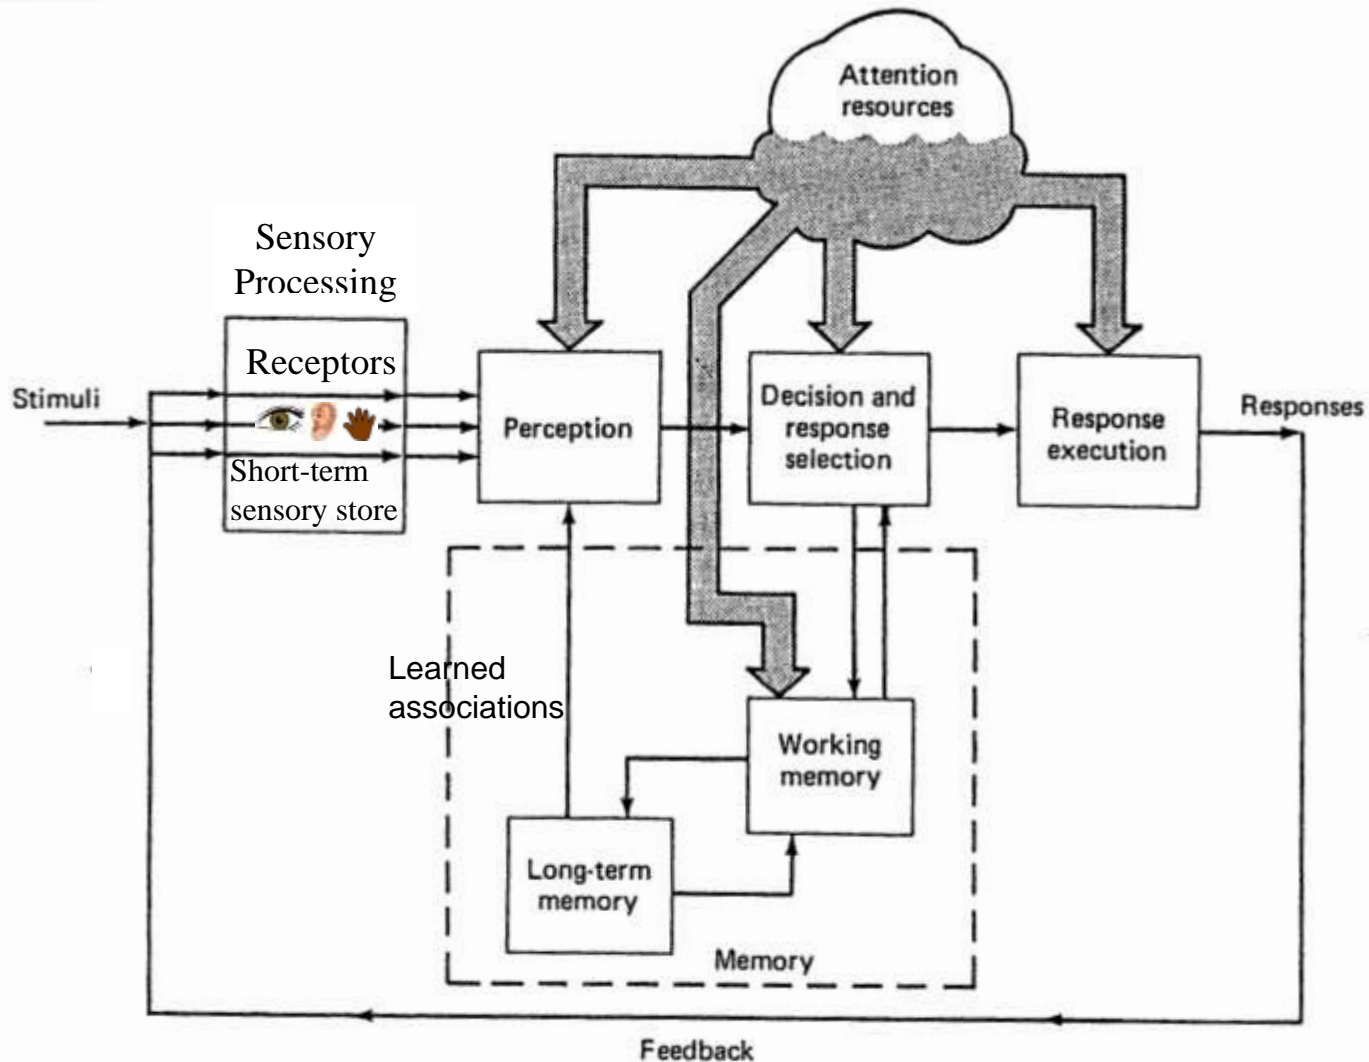 Attention
resources
Sensory
Processing
Receptors
Short-term
sensory store
Stimuli
Perception
Decision and
response
selection
Response
execution
Responses
Learned
associations
Working
memory
Long-term
memory
Memory
Feedback